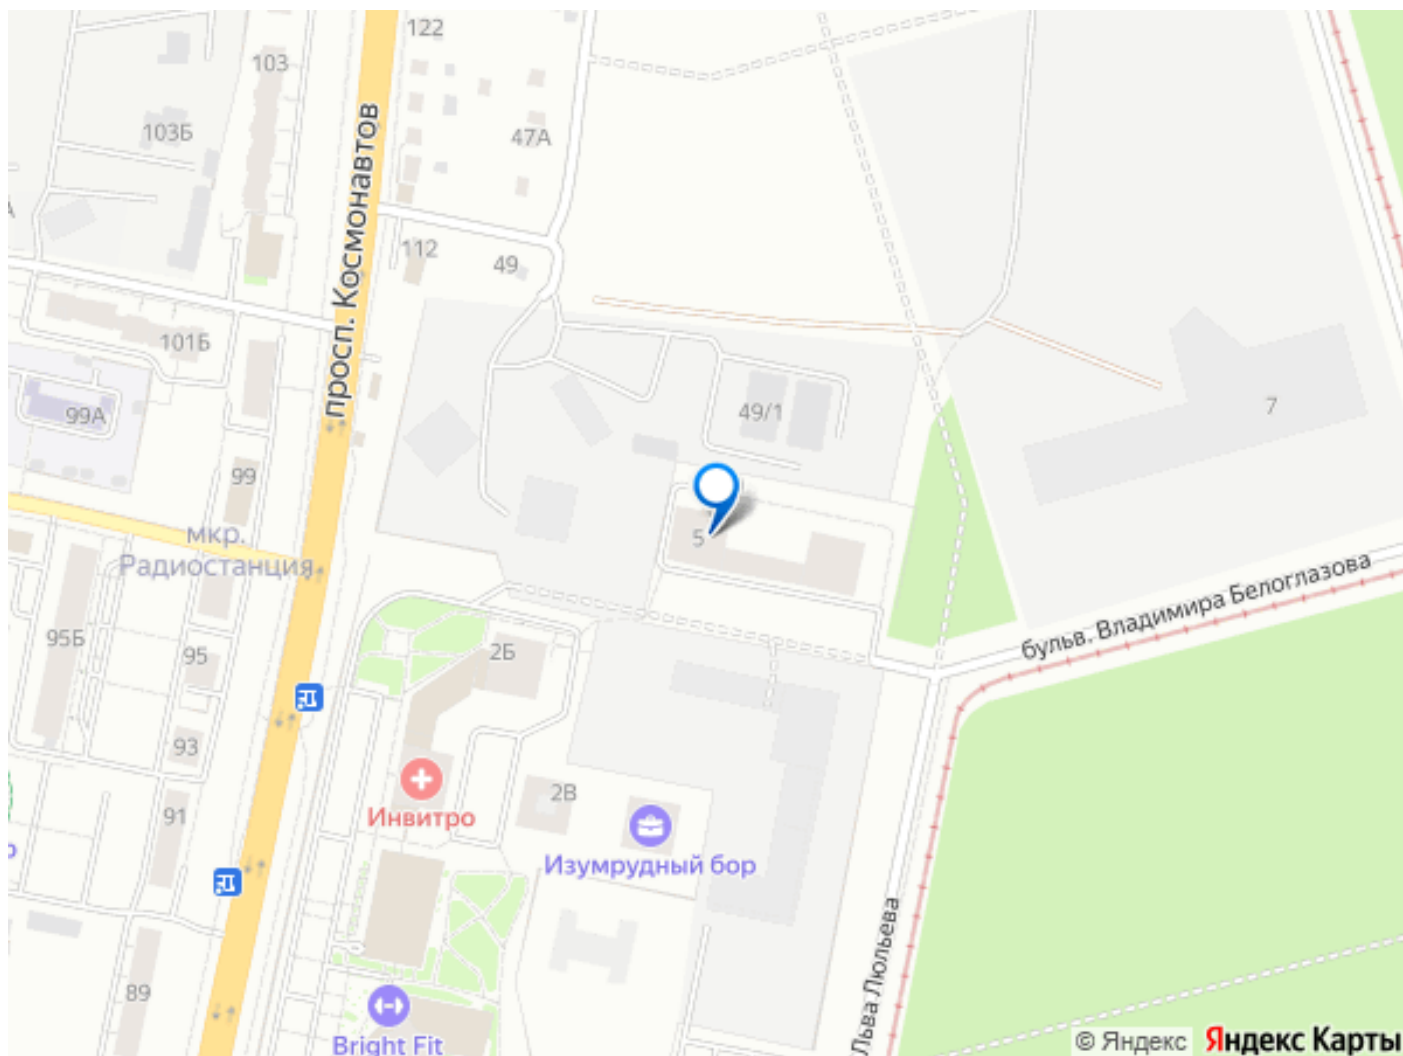 122
103
103Б
47А
просп. Космонавтов
112
49
101Б
99А
49/1
7
99
5
мкр.
Радиостанция
бульв. Владимира Белоглазова
95Б
95
2Б
93
2В
91
Инвитро
Изумрудный бор
Льва Люльева
89
Bright Fit
© Яндекс Яндекс Карты